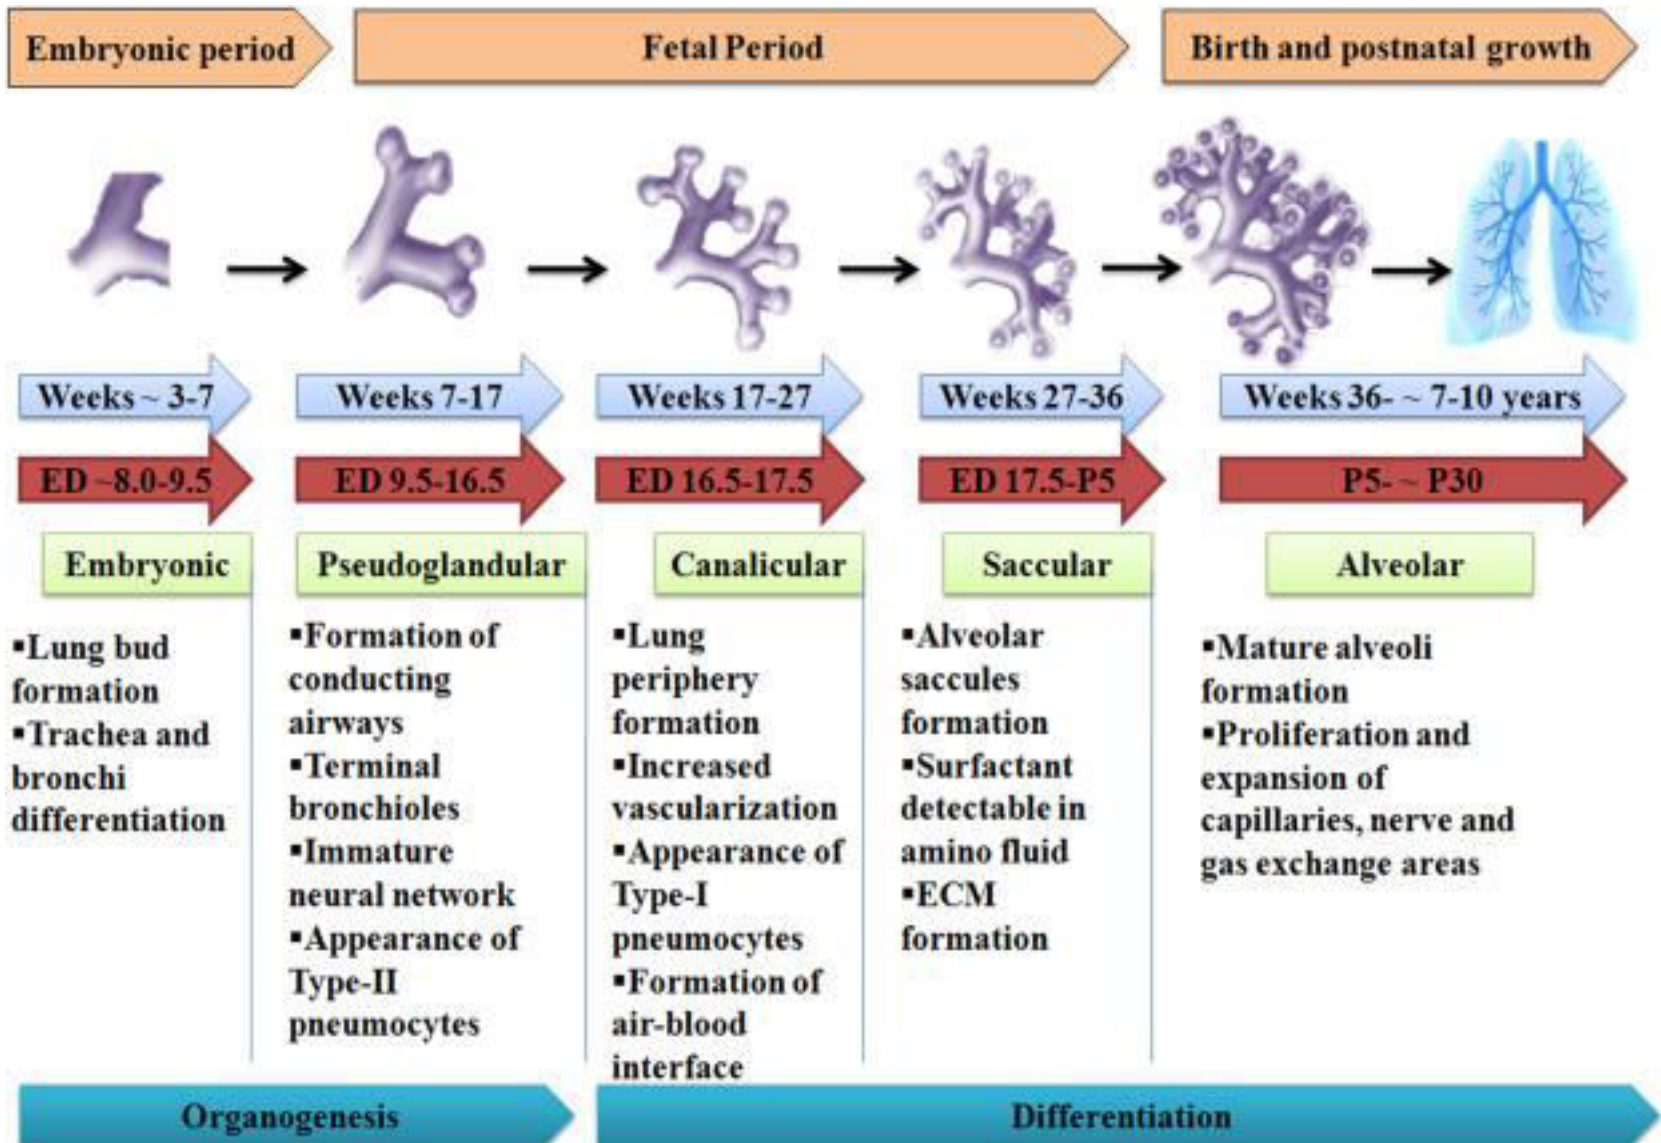 Embryonic period
Fetal Period
Birth and postnatal growth
Weeks ~ 3-7
Weeks 7-17
Weeks 17-27
Weeks 27-36
Weeks 36- ~ 7-10 years
ED ~8.0-9.5
ED 9.5-16.5
ED 16.5-17.5
ED 17.5-P5
P5- ~ P30
Embryonic
Pseudoglandular
Canalicular
Saccular
Alveolar
▪Lung bud
formation
▪Trachea and
bronchi
differentiation
▪Formation of
conducting
airways
▪Terminal
bronchioles
▪Immature
neural network
▪Appearance of
Type-II
pneumocytes
▪Lung
periphery
formation
▪Increased
vascularization
▪Appearance of
Type-I
pneumocytes
▪Formation of
air-blood
interface
▪Alveolar
saccules
formation
▪Surfactant
detectable in
amino fluid
▪ECM
formation
▪Mature alveoli
formation
▪Proliferation and
expansion of
capillaries, nerve and
gas exchange areas
Organogenesis
Differentiation